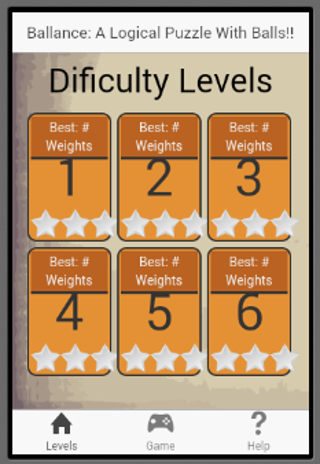 Ballance: A Logical Puzzle With Balls!!
Dificulty Levels
Best: #
Weights
1
Best: #
Weights
2
Best: #
Weights
3
Best: #
Weights
4
Best: #
Weights
5
Best: #
Weights
6
Levels
Game
Help